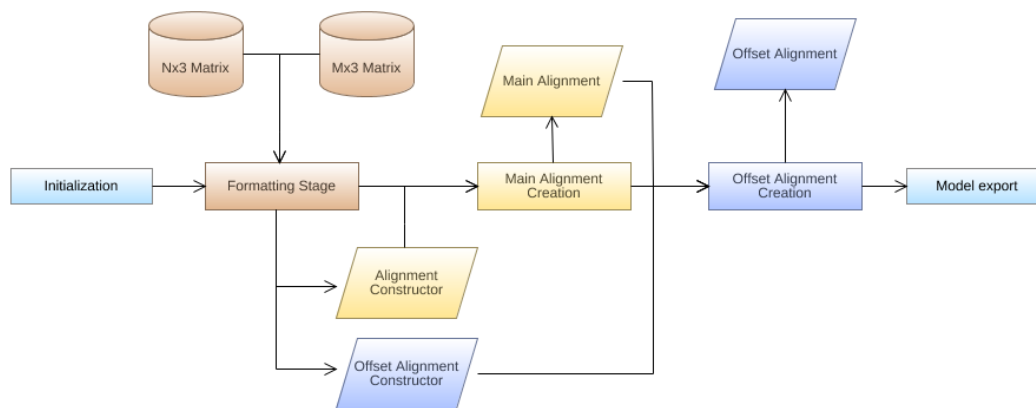 Nx3 Matrix
Mx3 Matrix
Main Alignment
Offset Alignment
Initialization
Formatting Stage
Main Alignment
Creation
Offset Alignment
Creation
Model export
Alignment
Constructor
Offset Alignment
Constructor